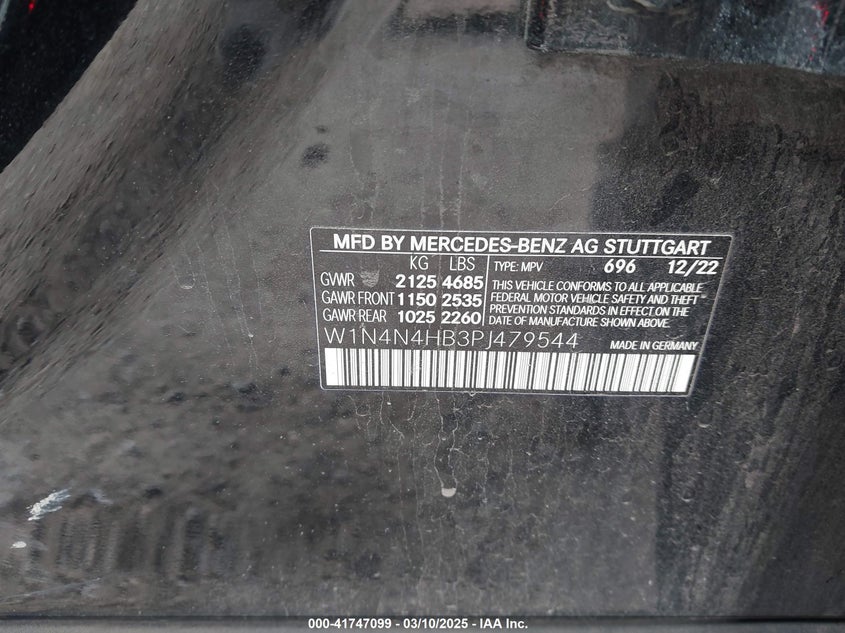 MFD BY MERCEDES-BENZ AG STUTTGART
KG LBS
GVWR 2125 4685
GAWR FRONT 1150 2535
GAWR REAR 1025 2260
TYPE: MPV 696 12/22
THIS VEHICLE CONFORMS TO ALL APPLICABLE
FEDERAL MOTOR VEHICLE SAFETY AND THEFT
PREVENTION STANDARDS IN EFFECT ON THE
DATE OF MANUFACTURE SHOWN ABOVE.
W1N4N4HB3PJ479544 MADE IN GERMANY
000-41747099 — 03/10/2025 — IAA Inc.